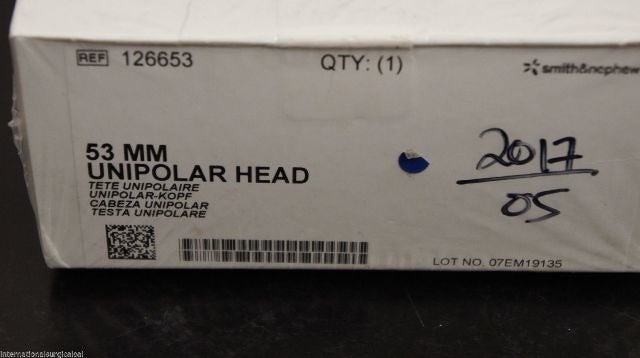 REF 126653
QTY: (1)
smith&nephew
53 MM
UNIPOLAR HEAD
TETE UNIPOLAIRE
UNIPOLAR-KOPF
CABEZA UNIPOLAR
TESTA UNIPOLARE
2017
05
LOT NO. 07EM19135
internationalsurgicaloal